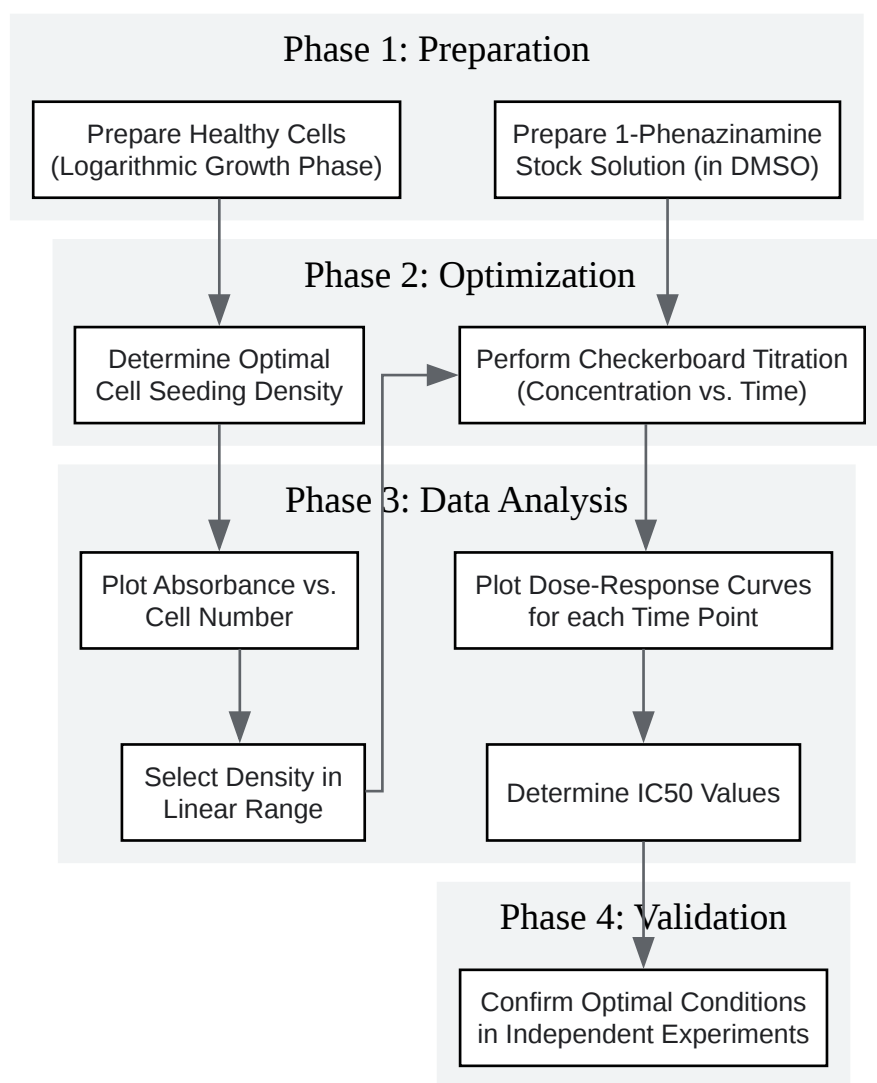 Phase 1: Preparation
Prepare Healthy Cells
(Logarithmic Growth Phase)
Prepare 1-Phenazinamine
Stock Solution (in DMSO)
Phase 2: Optimization
Determine Optimal
Cell Seeding Density
Perform Checkerboard Titration
(Concentration vs. Time)
Phase 3: Data Analysis
Plot Absorbance vs.
Cell Number
Plot Dose-Response Curves
for each Time Point
Select Density in
Linear Range
Determine IC50 Values
Phase 4: Validation
Confirm Optimal Conditions
in Independent Experiments